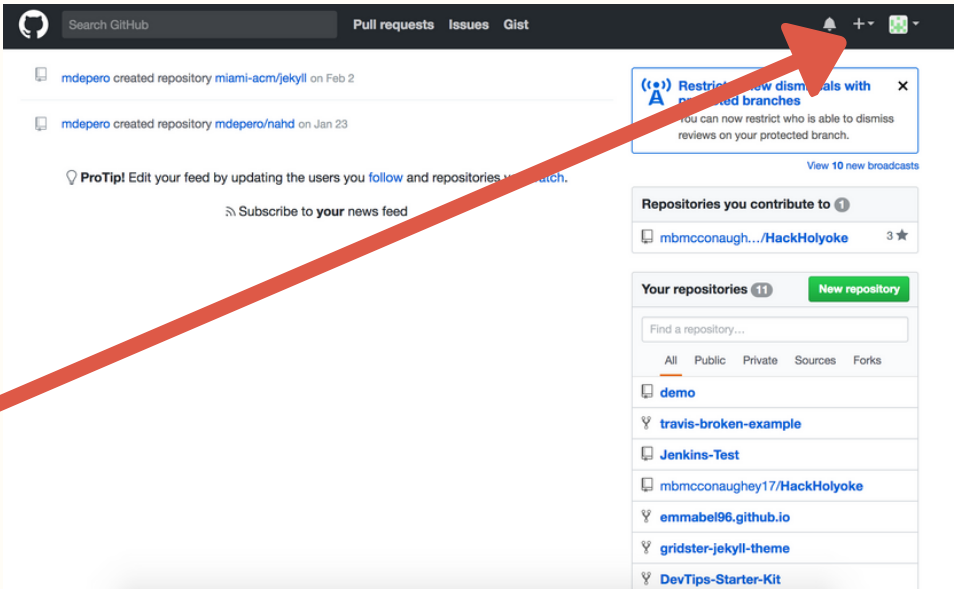 Search GitHub
Pull requests Issues Gist
mdepero created repository miami-acm/jekyll on Feb 2
mdepero created repository mdepero/nahd on Jan 23
ProTip! Edit your feed by updating the users you follow and repositories
Subscribe to your news feed
with
branches
You can now restrict who is able to dismiss
reviews on your protected branch.
View 10 new broadcasts
Repositories you contribute to 1
mbmcconaugh.../HackHolyoke 3
Your repositories 11 New repository
Find a repository...
All Public Private Sources Forks
demo
travis-broken-example
Jenkins-Test
mbmcconaughey17/HackHolyoke
emmabel96.github.io
gridster-jekyll-theme
DevTips-Starter-Kit